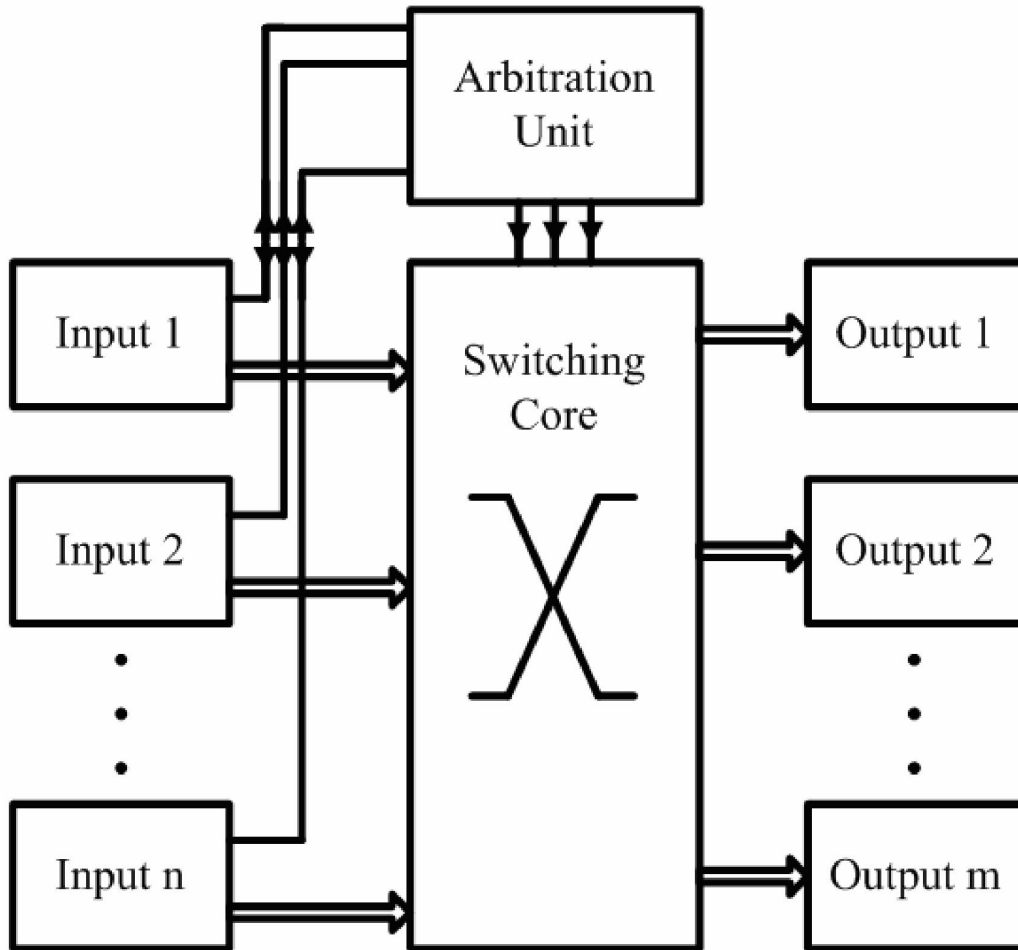 Arbitration
Unit
Input 1
Switching
Core
Output 1
Input 2
Output 2
Input n
Output m